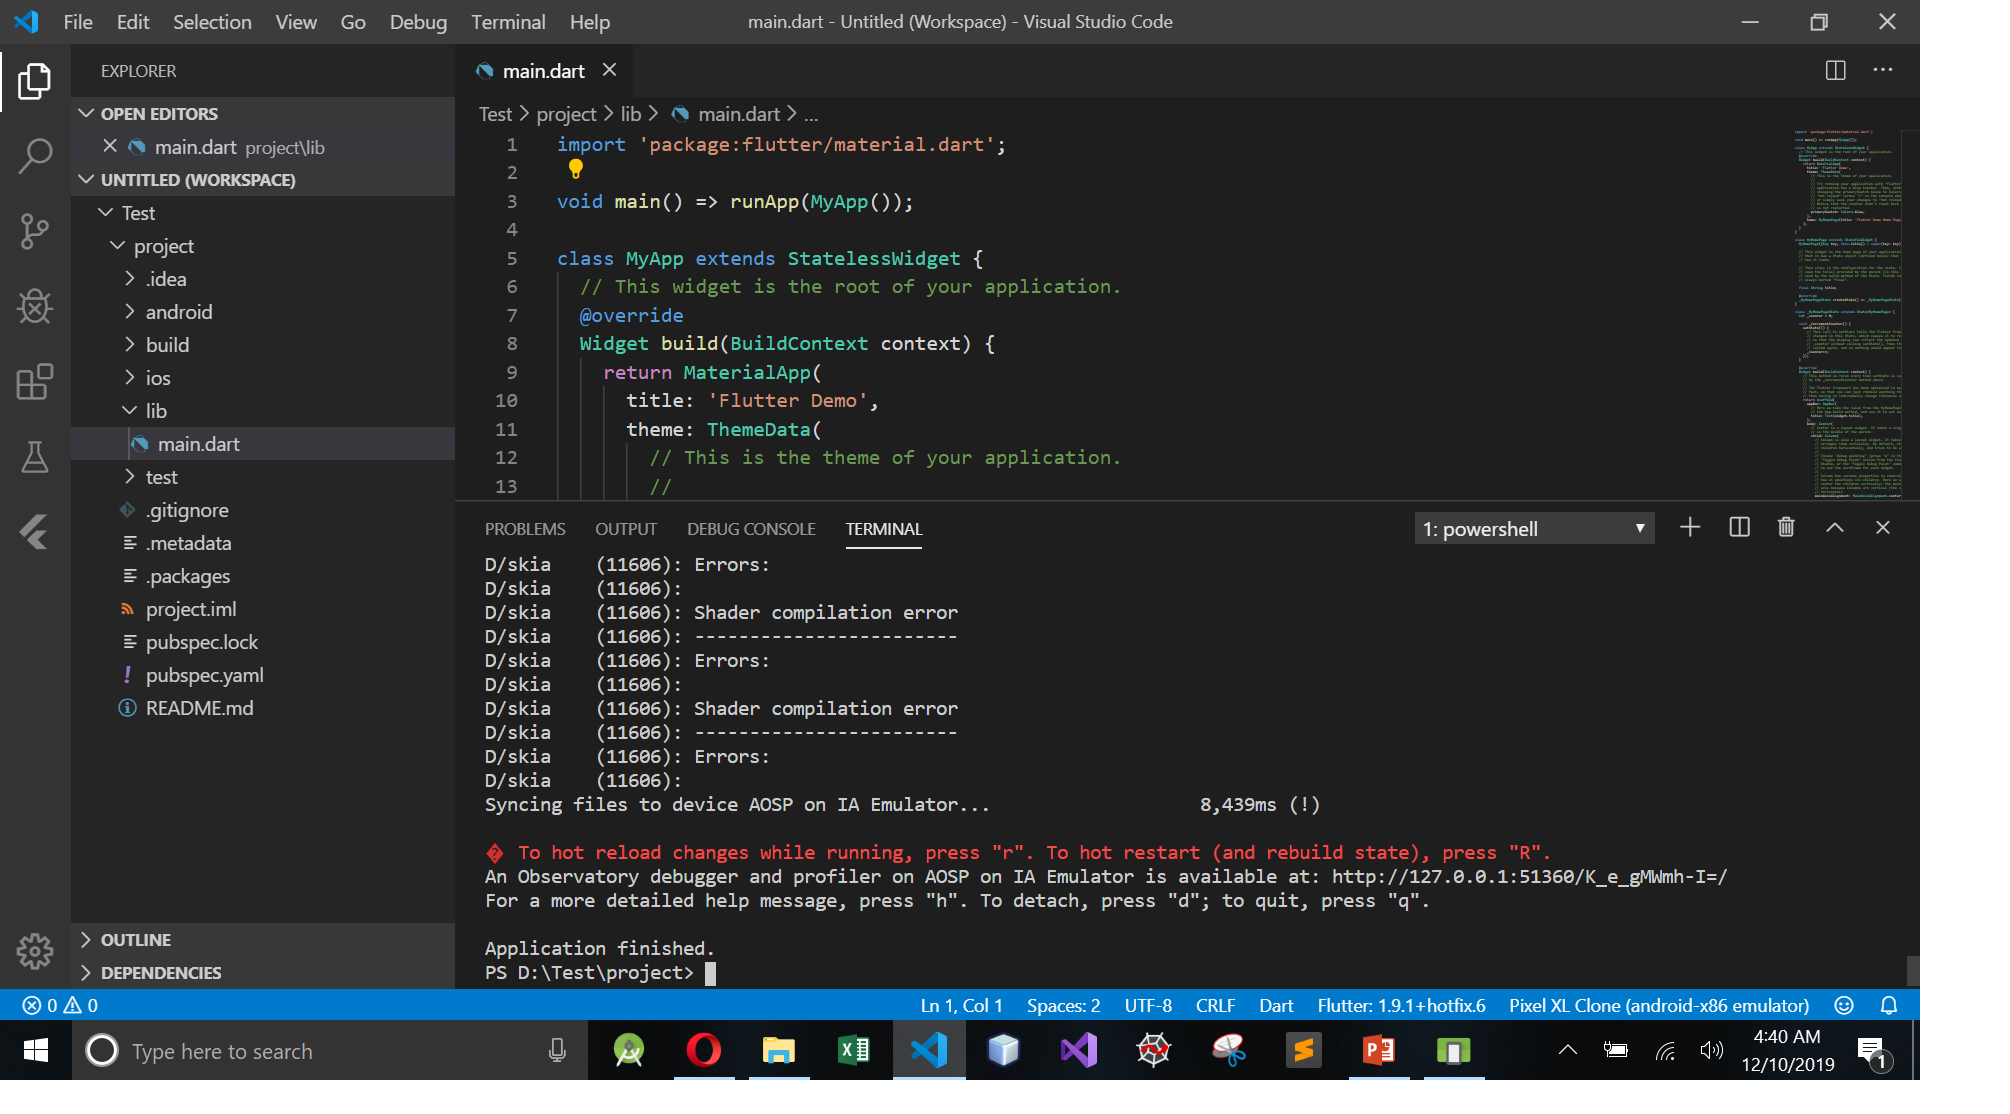 File Edit Selection View Go Debug Terminal Help
main.dart - Untitled (Workspace) - Visual Studio Code
EXPLORER
OPEN EDITORS
main.dart project\lib
UNTITLED (WORKSPACE)
Test
project
.idea
android
build
ios
lib
main.dart
test
.gitignore
.metadata
.packages
project.iml
pubspec.lock
pubspec.yaml
README.md
OUTLINE
DEPENDENCIES
main.dart
Test > project > lib > main.dart > ...
1 import 'package:flutter/material.dart';
2
3 void main() => runApp(MyApp());
4
5 class MyApp extends StatelessWidget {
6 // This widget is the root of your application.
7 @override
8 Widget build(BuildContext context) {
9 return MaterialApp(
10 title: 'Flutter Demo',
11 theme: ThemeData(
12 // This is the theme of your application.
13 //
PROBLEMS OUTPUT DEBUG CONSOLE TERMINAL
1: powershell
D/skia (11606): Errors:
D/skia (11606):
D/skia (11606): Shader compilation error
D/skia (11606): ------------------------
D/skia (11606): Errors:
D/skia (11606):
D/skia (11606): Shader compilation error
D/skia (11606): ------------------------
D/skia (11606): Errors:
D/skia (11606):
Syncing files to device AOSP on IA Emulator... 8,439ms (!)
� To hot reload changes while running, press "r". To hot restart (and rebuild state), press "R".
An Observatory debugger and profiler on AOSP on IA Emulator is available at: http://127.0.0.1:51360/K_e_gMWmh-I=/
For a more detailed help message, press "h". To detach, press "d"; to quit, press "q".
Application finished.
PS D:\Test\project>
0 0
Ln 1, Col 1 Spaces: 2 UTF-8 CRLF Dart Flutter: 1.9.1+hotfix.6 Pixel XL Clone (android-x86 emulator)
Type here to search
4:40 AM
12/10/2019
1